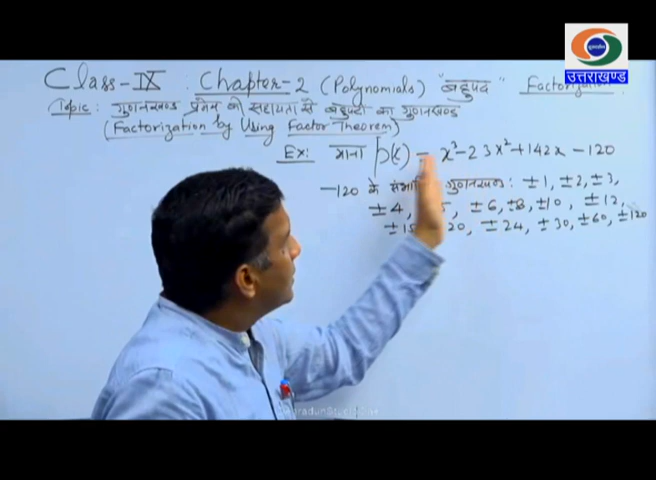 उत्तराखण्ड
Class-IX : Chapter-2 (Polynomials) "बहुपद" Factorization
Topic: गुणनखण्ड प्रमेय की सहायता से बहुपदों का गुणनखण्ड
(Factorization by Using Factor Theorem)
Ex: माना p(x) = x³-23x²+142x-120
-120 के गुणनखण्ड: ±1, ±2, ±3,
±4, 5, ±6, ±8, ±10, ±12,
±15 20, ±24, ±30, ±60, ±120